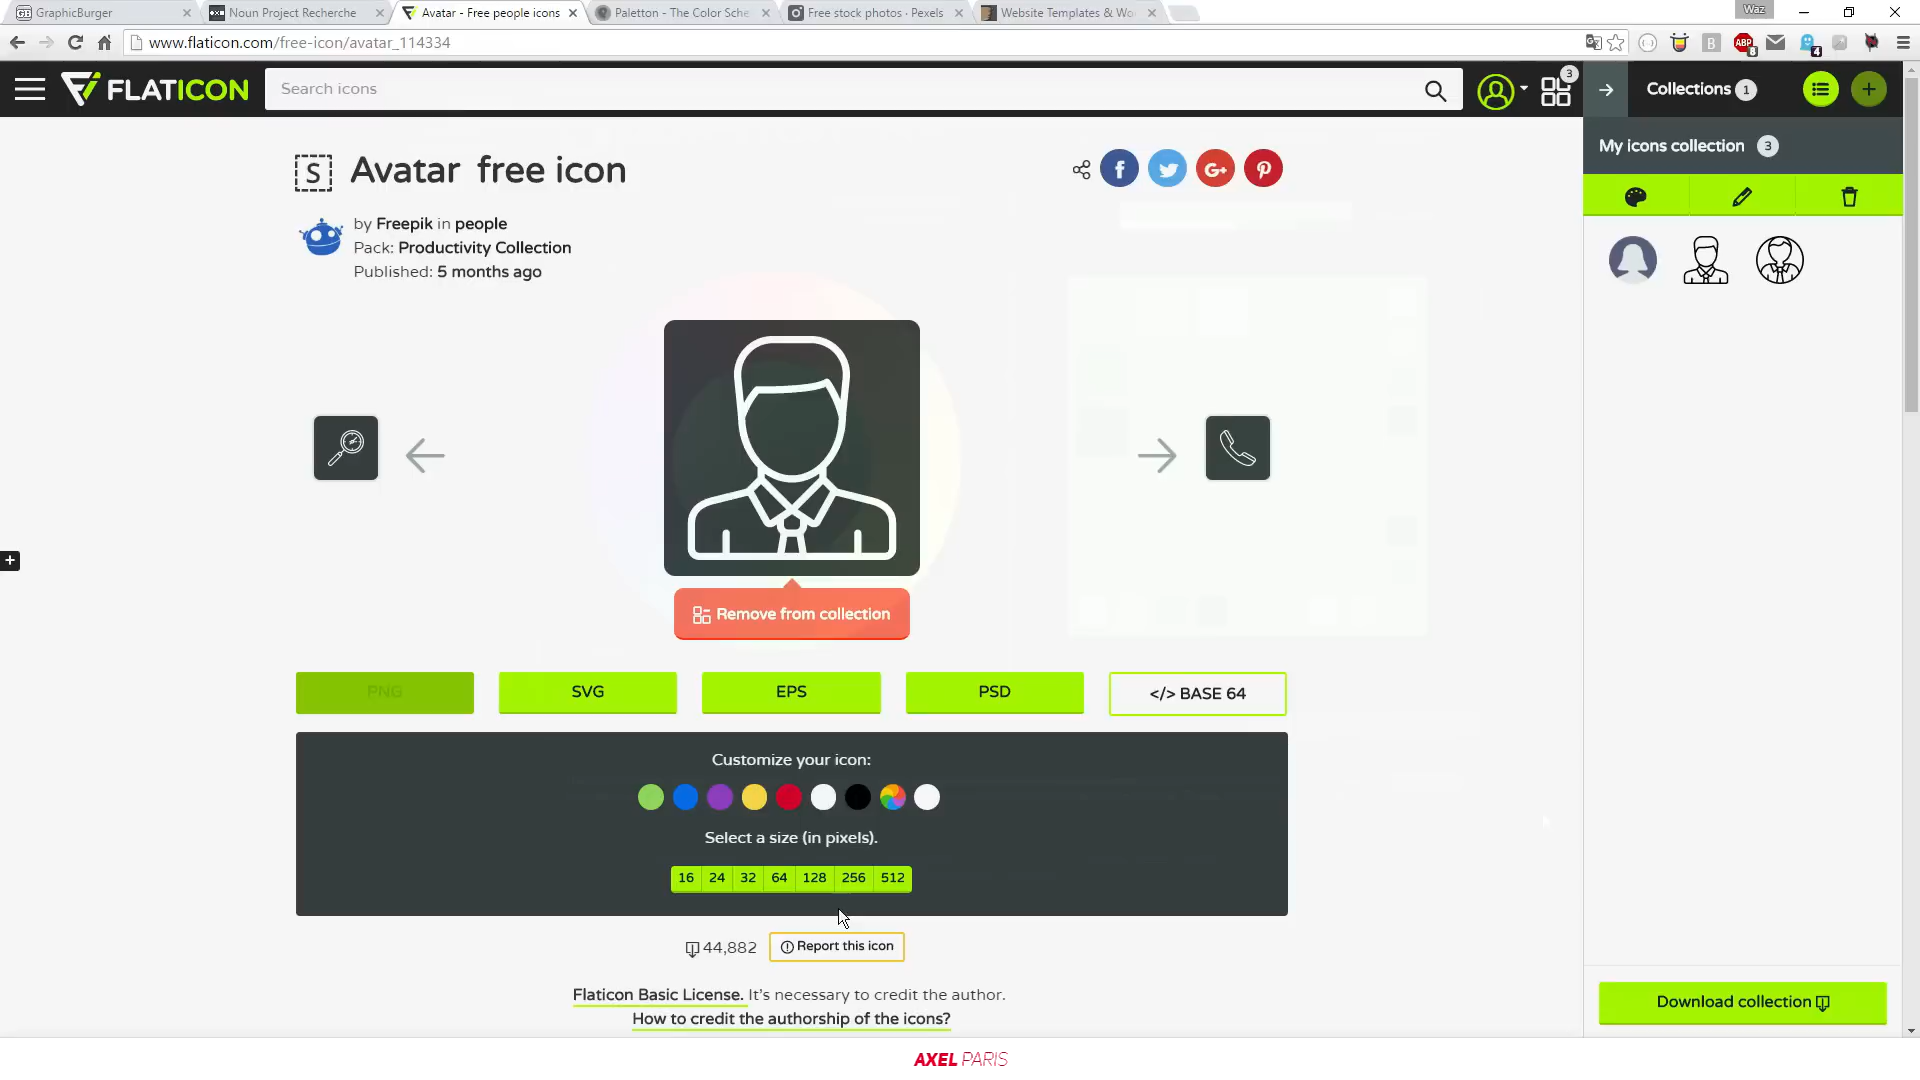 GraphicBurger
Noun Project Recherche
Avatar - Free people icons
Paletton - The Color Sche
Free stock photos · Pexels
Website Templates & Wo
Waz
www.flaticon.com/free-icon/avatar_114334
B
ABP
8
4
FLATICON
Search icons
3
Collections 1
My icons collection 3
S
Avatar free icon
by Freepik in people
Pack: Productivity Collection
Published: 5 months ago
Remove from collection
PNG
SVG
EPS
PSD
</> BASE 64
Customize your icon:
Select a size (in pixels).
16 24 32 64 128 256 512
44,882
Report this icon
Flaticon Basic License. It's necessary to credit the author.
How to credit the authorship of the icons?
Download collection
AXEL PARIS